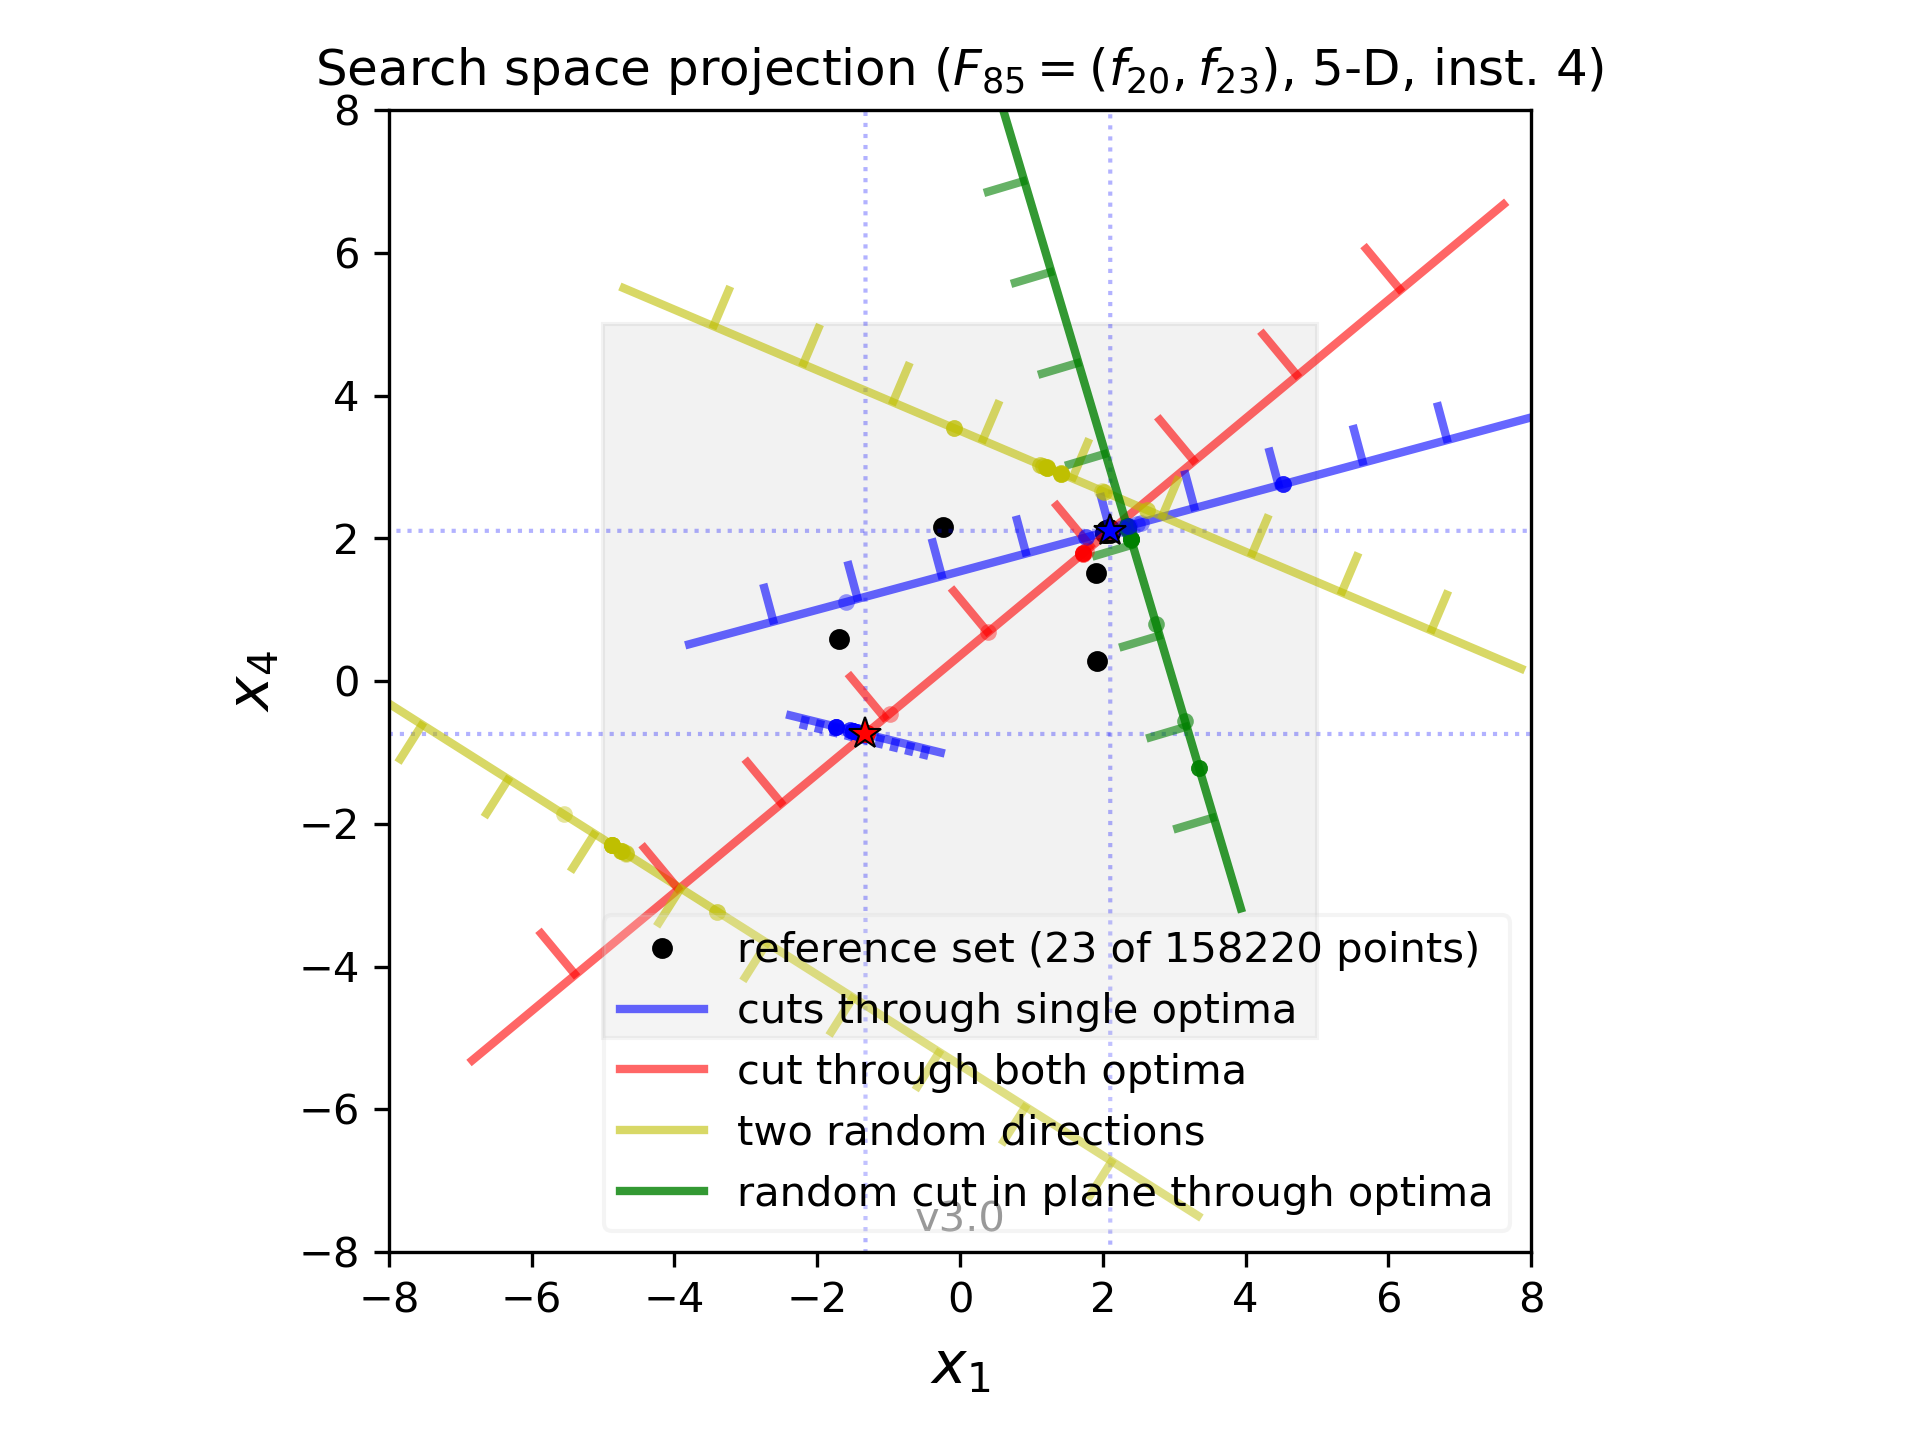 Search space projection (F85 = (f20, f23), 5-D, inst. 4)
8
6
4
2
0
−2
−4
−6
−8
x4
reference set (23 of 158220 points)
cuts through single optima
cut through both optima
two random directions
random cut in plane through optima
v3.0
−8 −6 −4 −2 0 2 4 6 8
x1